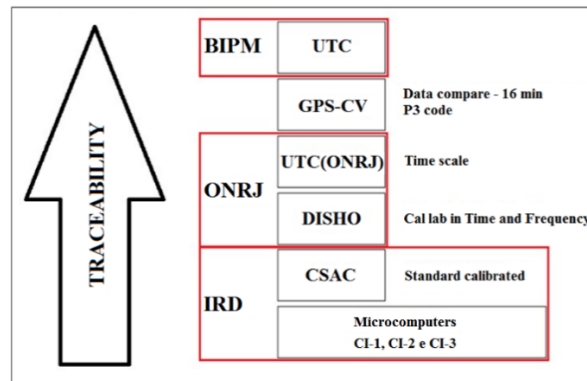 TRACEABILITY
BIPM
UTC
GPS-CV
Data compare - 16 min
P3 code
ONRJ
UTC(ONRJ)
Time scale
DISHO
Cal lab in Time and Frequency
IRD
CSAC
Standard calibrated
Microcomputers
CI-1, CI-2 e CI-3